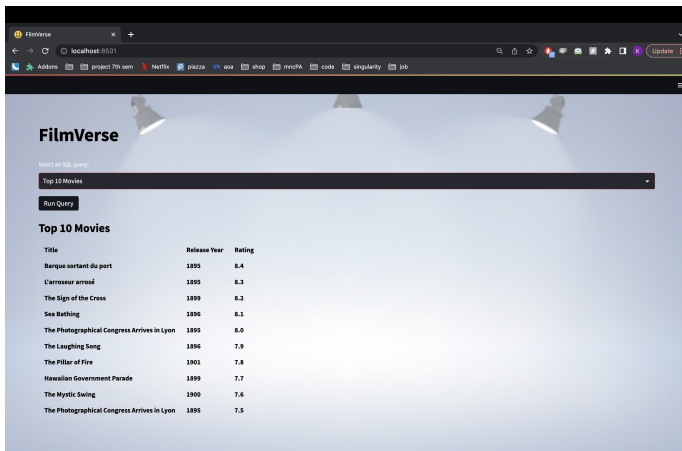 FilmVerse
localhost:8501
K Update
Addons project 7th sem Netflix piazza aoa shop mncPA code singularity job
FilmVerse
Select an SQL query:
Top 10 Movies
Run Query
Top 10 Movies
Title Release Year Rating
Barque sortant du port 1895 8.4
L'arroseur arrosé 1895 8.3
The Sign of the Cross 1899 8.2
Sea Bathing 1896 8.1
The Photographical Congress Arrives in Lyon 1895 8.0
The Laughing Song 1896 7.9
The Pillar of Fire 1901 7.8
Hawaiian Government Parade 1899 7.7
The Mystic Swing 1900 7.6
The Photographical Congress Arrives in Lyon 1895 7.5